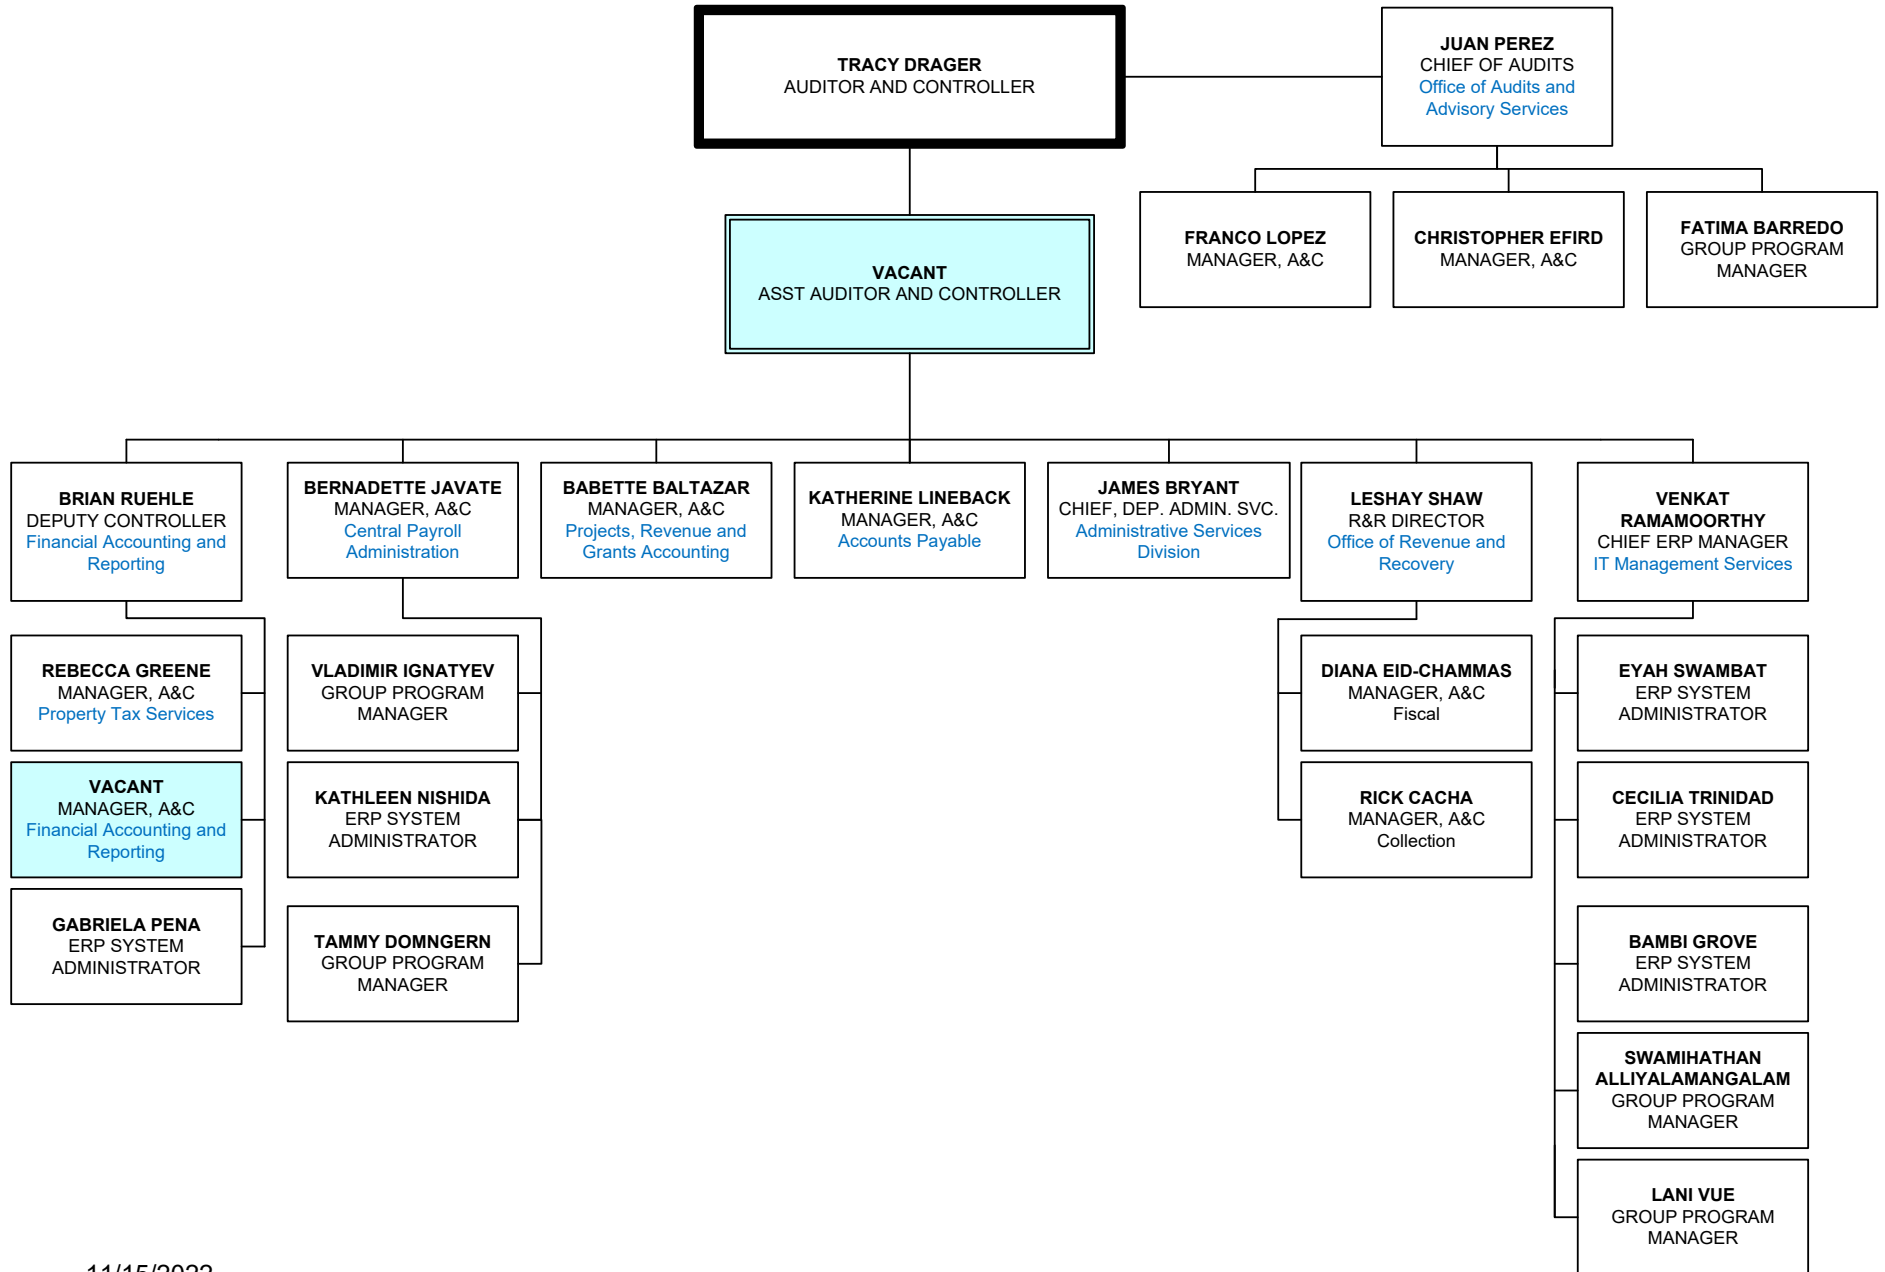 TRACY DRAGER
AUDITOR AND CONTROLLER
JUAN PEREZ
CHIEF OF AUDITS
Office of Audits and
Advisory Services
FRANCO LOPEZ
MANAGER, A&C
CHRISTOPHER EFIRD
MANAGER, A&C
FATIMA BARREDO
GROUP PROGRAM
MANAGER
VACANT
ASST AUDITOR AND CONTROLLER
BRIAN RUEHLE
DEPUTY CONTROLLER
Financial Accounting and
Reporting
BERNADETTE JAVATE
MANAGER, A&C
Central Payroll
Administration
BABETTE BALTAZAR
MANAGER, A&C
Projects, Revenue and
Grants Accounting
KATHERINE LINEBACK
MANAGER, A&C
Accounts Payable
JAMES BRYANT
CHIEF, DEP. ADMIN. SVC.
Administrative Services
Division
LESHAY SHAW
R&R DIRECTOR
Office of Revenue and
Recovery
VENKAT
RAMAMOORTHY
CHIEF ERP MANAGER
IT Management Services
REBECCA GREENE
MANAGER, A&C
Property Tax Services
VACANT
MANAGER, A&C
Financial Accounting and
Reporting
GABRIELA PENA
ERP SYSTEM
ADMINISTRATOR
VLADIMIR IGNATYEV
GROUP PROGRAM
MANAGER
KATHLEEN NISHIDA
ERP SYSTEM
ADMINISTRATOR
TAMMY DOMNGERN
GROUP PROGRAM
MANAGER
DIANA EID-CHAMMAS
MANAGER, A&C
Fiscal
RICK CACHA
MANAGER, A&C
Collection
EYAH SWAMBAT
ERP SYSTEM
ADMINISTRATOR
CECILIA TRINIDAD
ERP SYSTEM
ADMINISTRATOR
BAMBI GROVE
ERP SYSTEM
ADMINISTRATOR
SWAMIHATHAN
ALLIYALAMANGALAM
GROUP PROGRAM
MANAGER
LANI VUE
GROUP PROGRAM
MANAGER